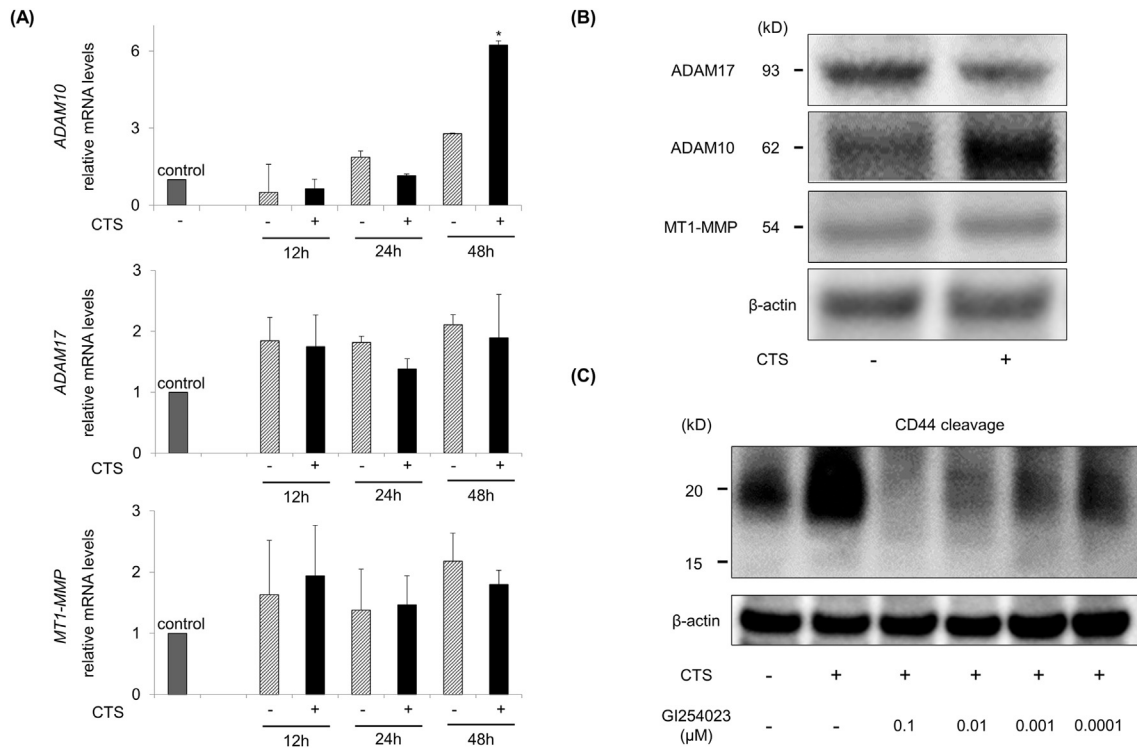 (A)
ADAM10
relative mRNA levels
6
3
0
control
*
CTS - - + - + - +
12h 24h 48h
ADAM17
relative mRNA levels
3
2
1
0
control
CTS - - + - + - +
12h 24h 48h
MT1-MMP
relative mRNA levels
3
2
1
0
control
CTS - - + - + - +
12h 24h 48h
(B)
(kD)
ADAM17 93
ADAM10 62
MT1-MMP 54
β-actin
CTS - +
(C)
(kD) CD44 cleavage
20
15
β-actin
CTS - + + + + +
GI254023 - - 0.1 0.01 0.001 0.0001
(µM)